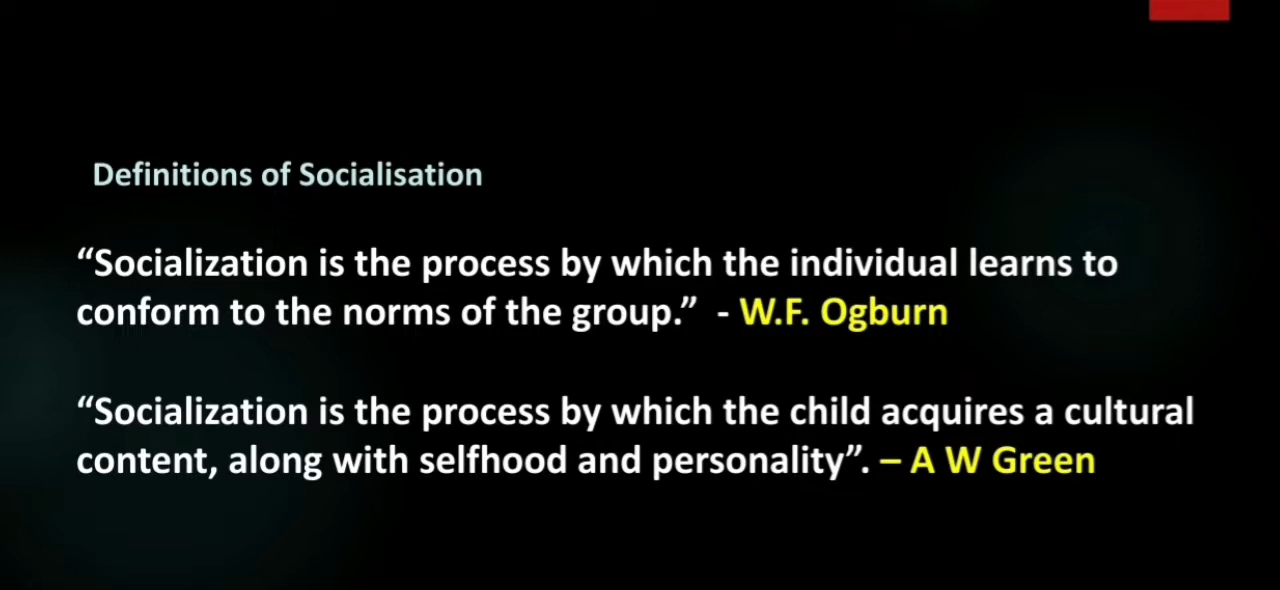 Definitions of Socialisation
“Socialization is the process by which the individual learns to
conform to the norms of the group.” - W.F. Ogburn
“Socialization is the process by which the child acquires a cultural
content, along with selfhood and personality”. – A W Green